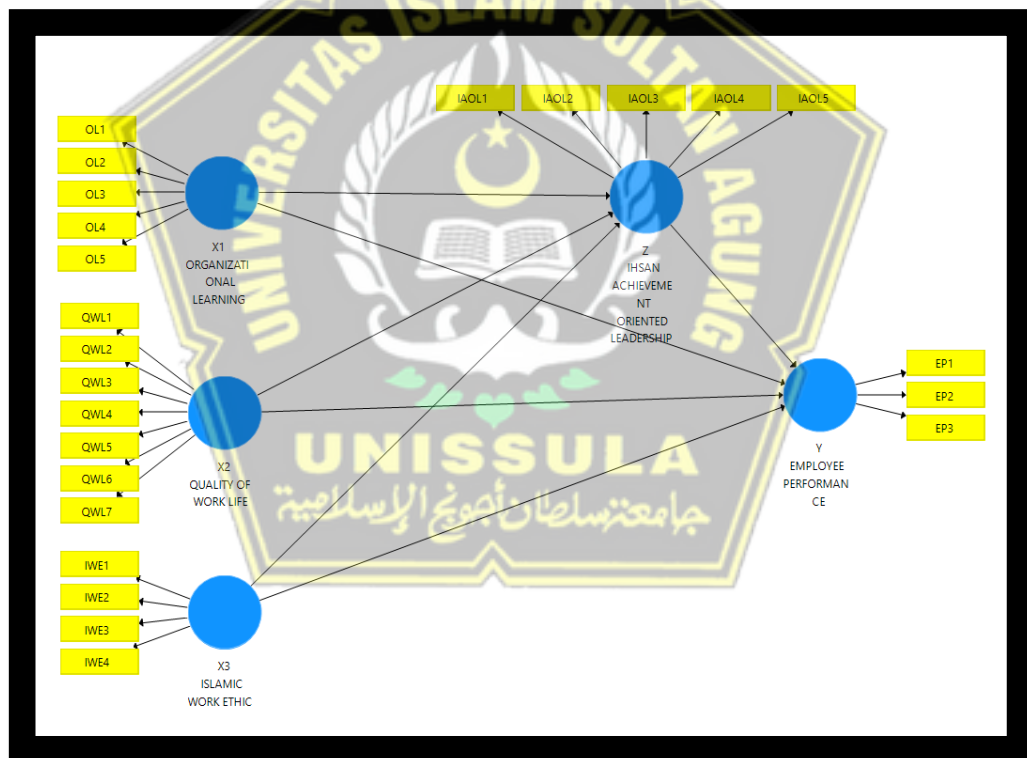 UNIVERSITAS ISLAM SULTAN AGUNG
IAOL1
IAOL2
IAOL3
IAOL4
IAOL5
OL1
OL2
OL3
OL4
OL5
X1
ORGANIZATI
ONAL
LEARNING
Z
IHSAN
ACHIEVEME
NT
ORIENTED
LEADERSHIP
QWL1
QWL2
QWL3
QWL4
QWL5
QWL6
QWL7
X2
QUALITY OF
WORK LIFE
EP1
EP2
EP3
Y
EMPLOYEE
PERFORMAN
CE
UNISSULA
جامعة سلطان أجونج الإسلامية
IWE1
IWE2
IWE3
IWE4
X3
ISLAMIC
WORK ETHIC